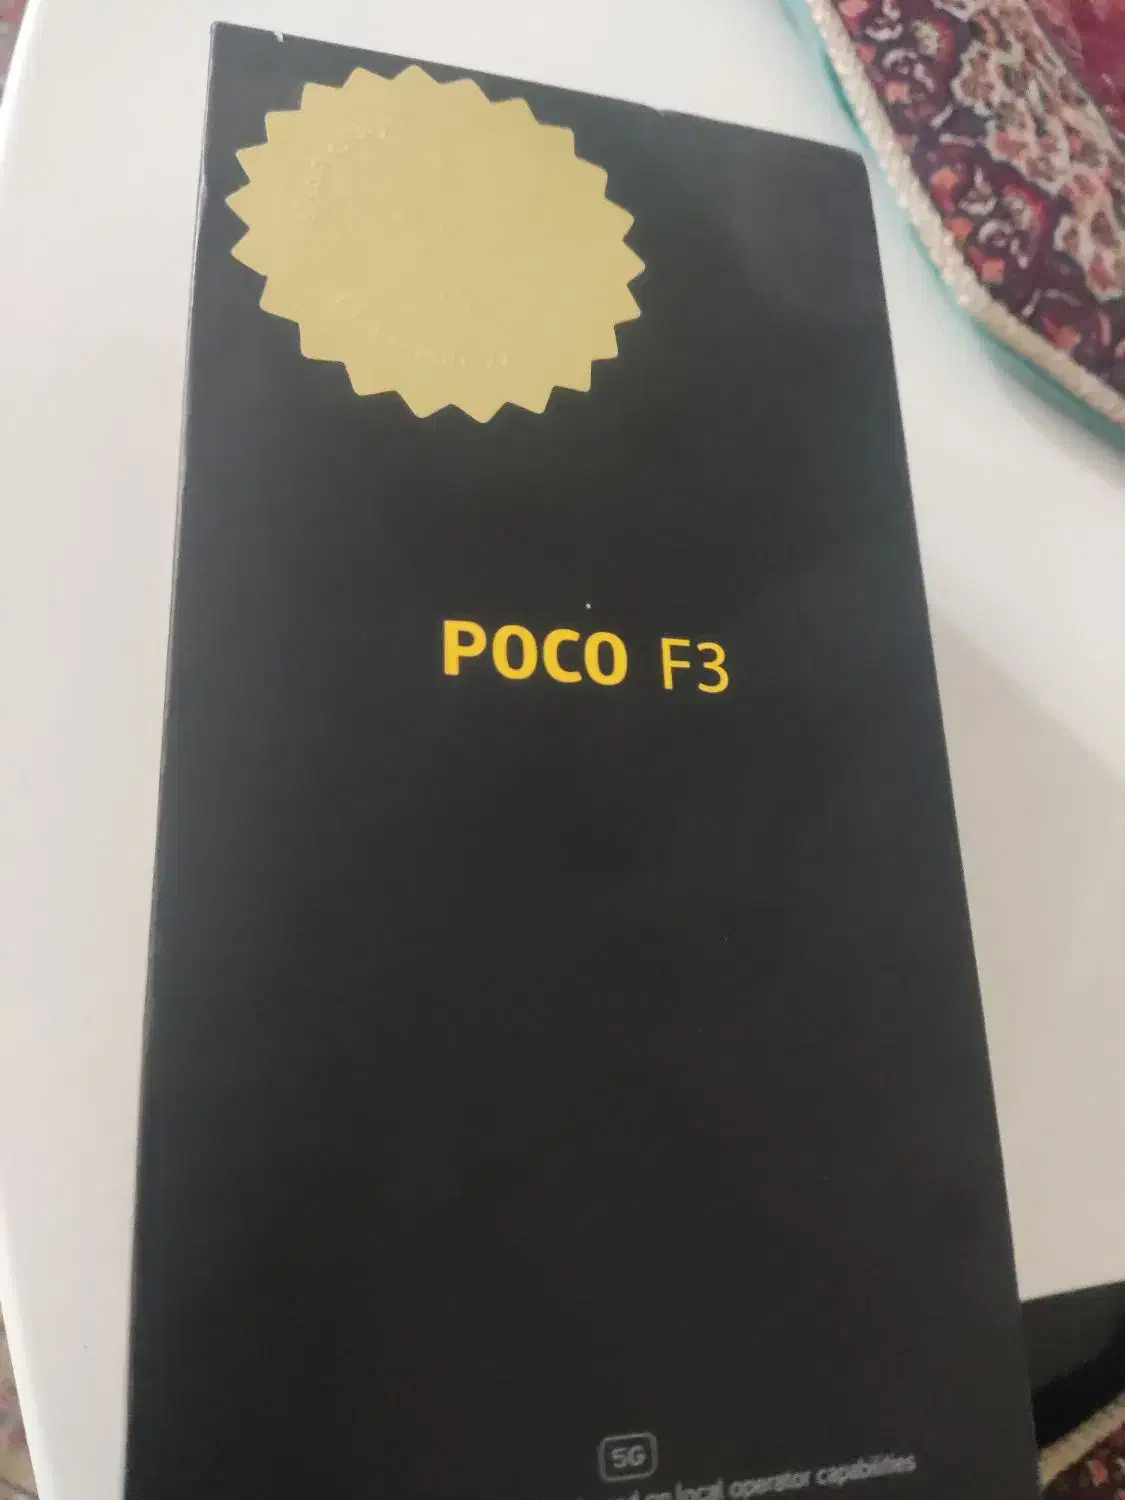 POCO F3
5G
on local operator capabilities